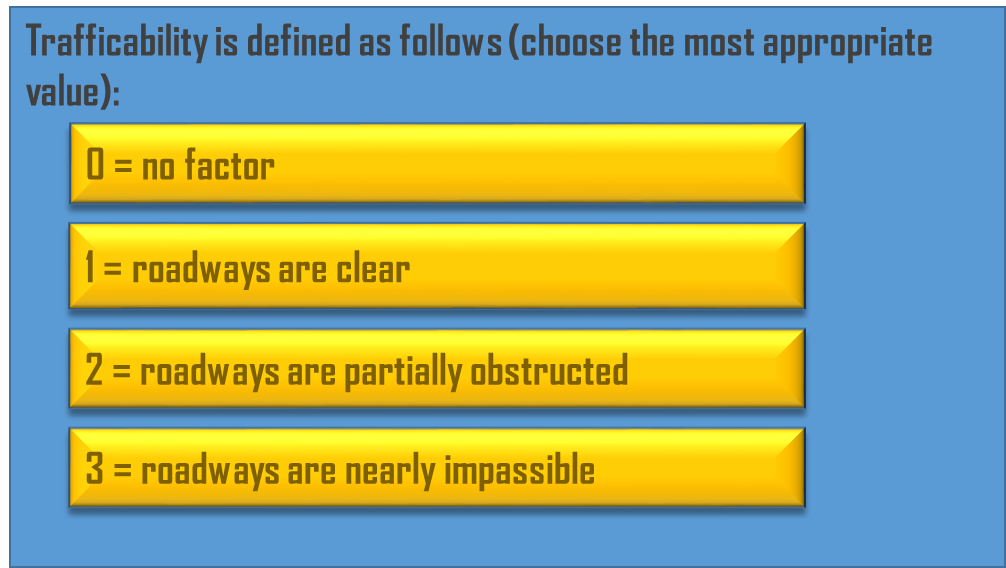 Trafficability is defined as follows (choose the most appropriate
value):
0 = no factor
1 = roadways are clear
2 = roadways are partially obstructed
3 = roadways are nearly impassible